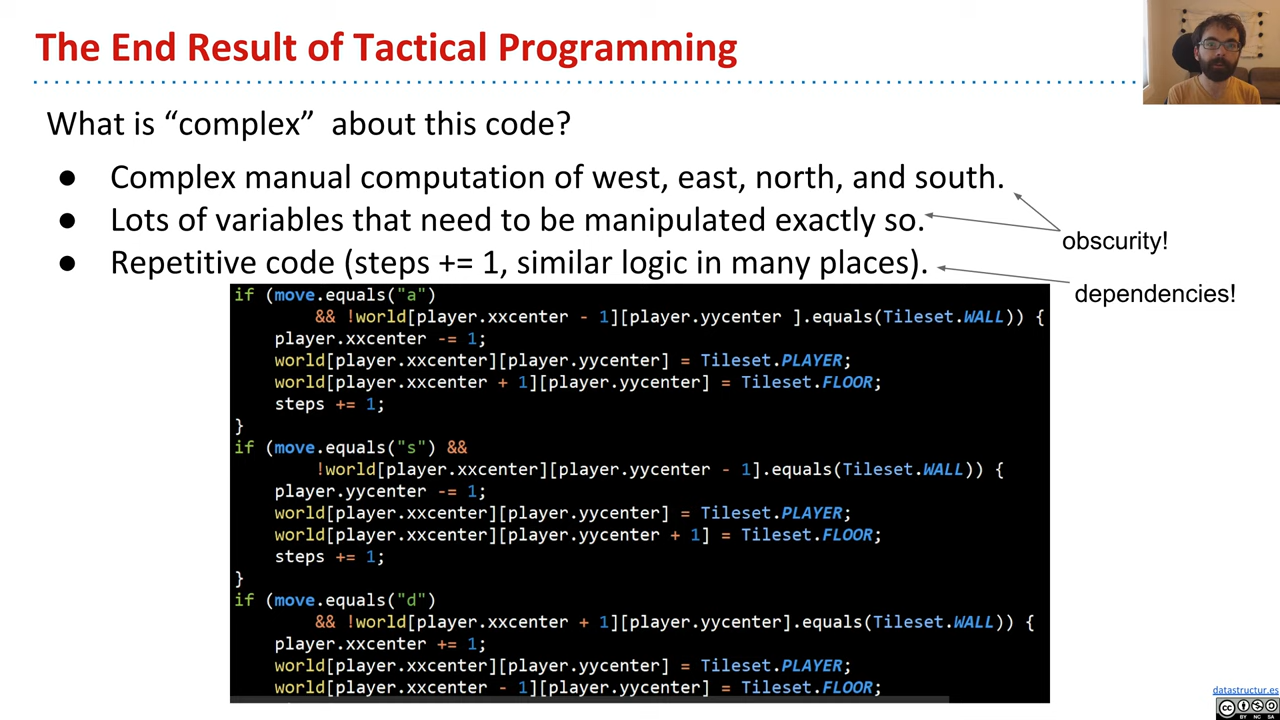 The End Result of Tactical Programming
What is “complex” about this code?
● Complex manual computation of west, east, north, and south.
● Lots of variables that need to be manipulated exactly so.
obscurity!
● Repetitive code (steps += 1, similar logic in many places).
dependencies!
if (move.equals("a")
&& !world[player.xxcenter - 1][player.yycenter ].equals(Tileset.WALL)) {
player.xxcenter -= 1;
world[player.xxcenter][player.yycenter] = Tileset.PLAYER;
world[player.xxcenter + 1][player.yycenter] = Tileset.FLOOR;
steps += 1;
}
if (move.equals("s") &&
!world[player.xxcenter][player.yycenter - 1].equals(Tileset.WALL)) {
player.yycenter -= 1;
world[player.xxcenter][player.yycenter] = Tileset.PLAYER;
world[player.xxcenter][player.yycenter + 1] = Tileset.FLOOR;
steps += 1;
}
if (move.equals("d")
&& !world[player.xxcenter + 1][player.yycenter].equals(Tileset.WALL)) {
player.xxcenter += 1;
world[player.xxcenter][player.yycenter] = Tileset.PLAYER;
world[player.xxcenter - 1][player.yycenter] = Tileset.FLOOR;
datastructur.es
BY NC SA